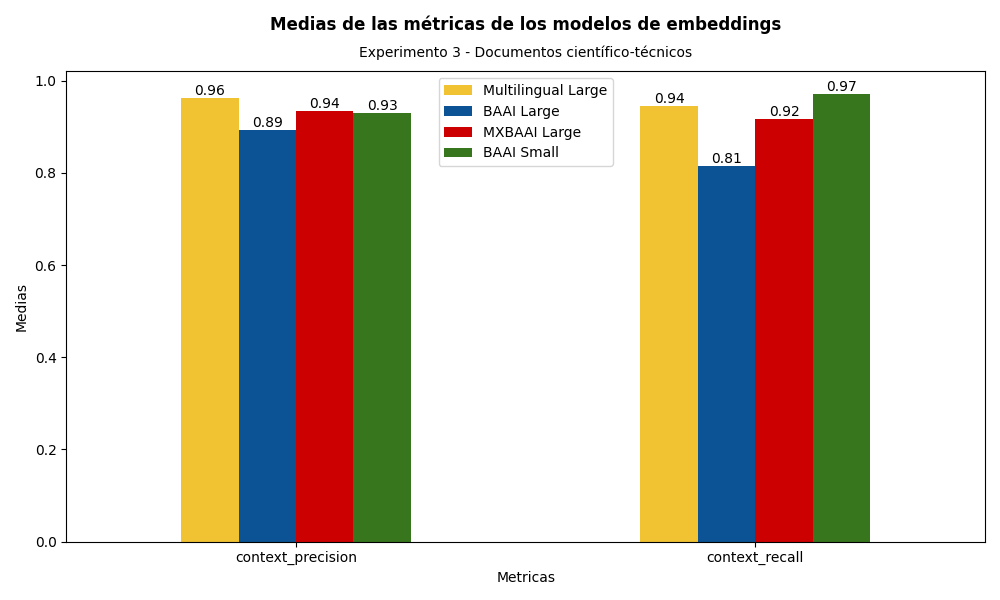 Medias de las métricas de los modelos de embeddings
Experimento 3 - Documentos científico-técnicos
Multilingual Large
BAAI Large
MXBAAI Large
BAAI Small
0.96
0.89
0.94
0.93
0.94
0.81
0.92
0.97
1.0
0.8
0.6
0.4
0.2
0.0
Medias
context_precision
context_recall
Metricas